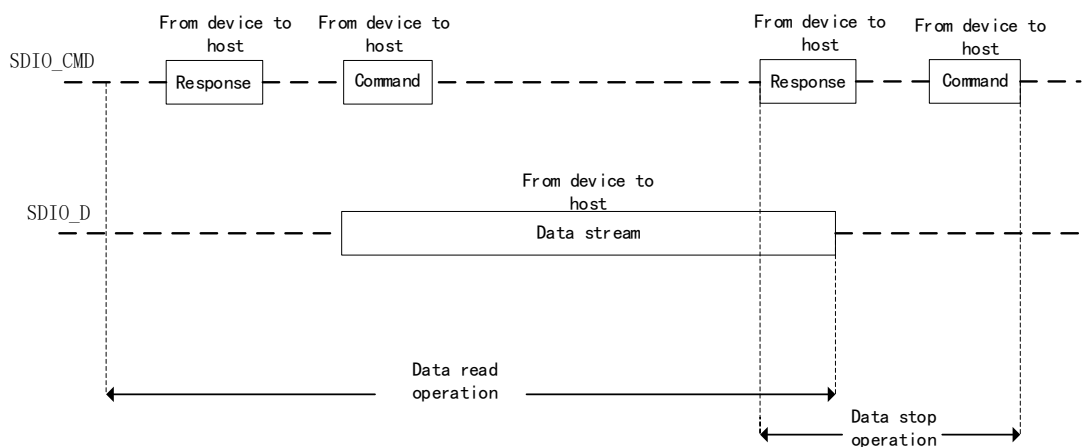 From device to
host
From device to
host
From device to
host
From device to
host
SDIO_CMD
Response
Command
Response
Command
From device to
host
SDIO_D
Data stream
Data read
operation
Data stop
operation